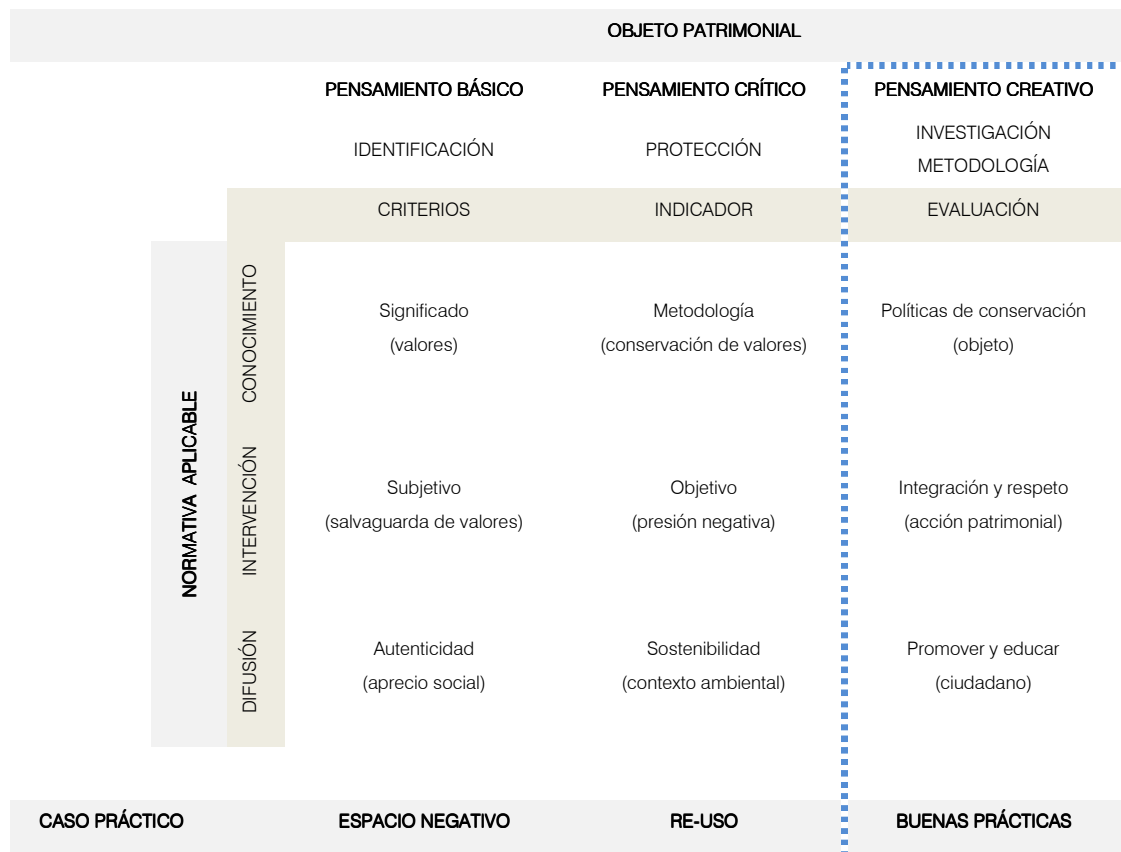 OBJETO PATRIMONIAL
PENSAMIENTO BÁSICO PENSAMIENTO CRÍTICO PENSAMIENTO CREATIVO
IDENTIFICACIÓN PROTECCIÓN INVESTIGACIÓN
METODOLOGÍA
CRITERIOS INDICADOR EVALUACIÓN
NORMATIVA APLICABLE
CONOCIMIENTO
Significado Metodología Políticas de conservación
(valores) (conservación de valores) (objeto)
INTERVENCIÓN
Subjetivo Objetivo Integración y respeto
(salvaguarda de valores) (presión negativa) (acción patrimonial)
DIFUSIÓN
Autenticidad Sostenibilidad Promover y educar
(aprecio social) (contexto ambiental) (ciudadano)
CASO PRÁCTICO ESPACIO NEGATIVO RE-USO BUENAS PRÁCTICAS